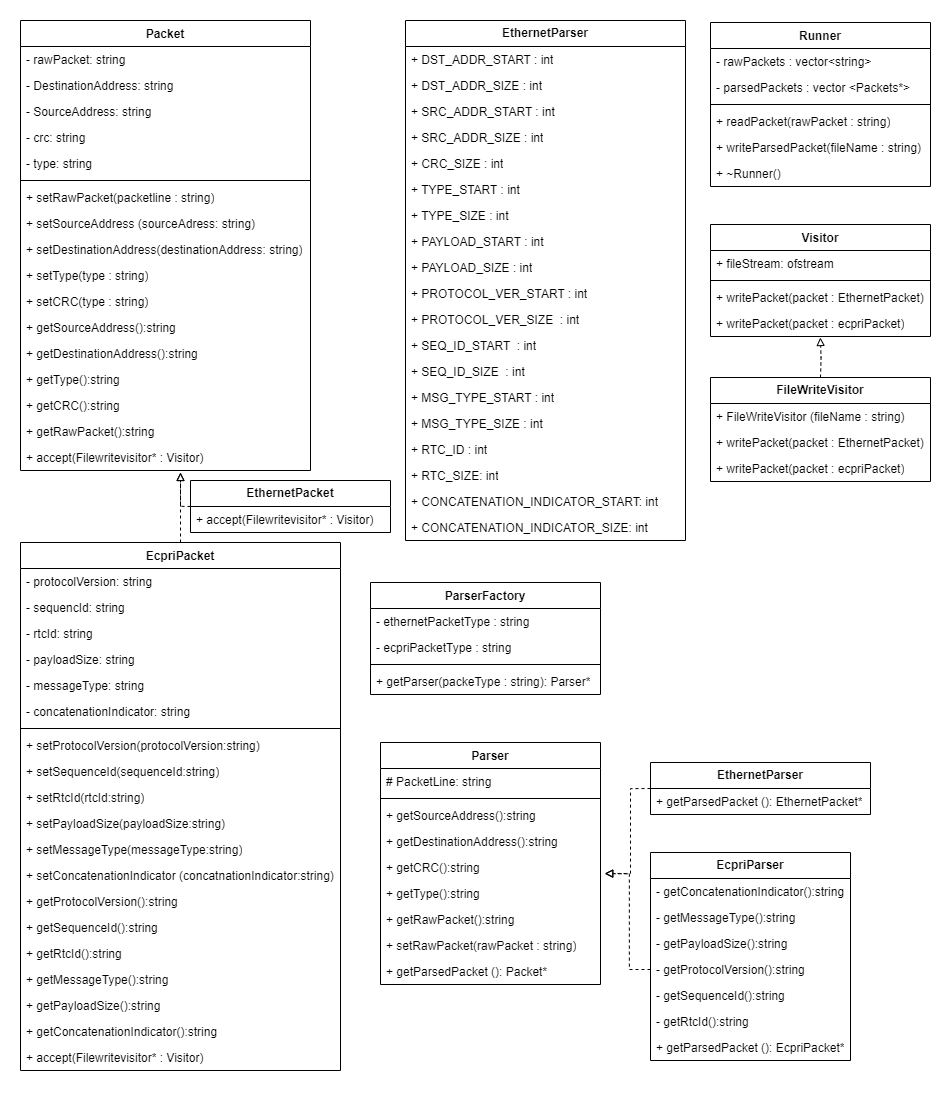 Packet
- rawPacket: string
- DestinationAddress: string
- SourceAddress: string
- crc: string
- type: string
+ setRawPacket(packetline : string)
+ setSourceAddress (sourceAdress: string)
+ setDestinationAddress(destinationAddress: string)
+ setType(type : string)
+ setCRC(type : string)
+ getSourceAddress():string
+ getDestinationAddress():string
+ getType():string
+ getCRC():string
+ getRawPacket():string
+ accept(Filewritevisitor* : Visitor)
EthernetPacket
+ accept(Filewritevisitor* : Visitor)
EcpriPacket
- protocolVersion: string
- sequencId: string
- rtcId: string
- payloadSize: string
- messageType: string
- concatenationIndicator: string
+ setProtocolVersion(protocolVersion:string)
+ setSequenceId(sequenceId:string)
+ setRtcId(rtcId:string)
+ setPayloadSize(payloadSize:string)
+ setMessageType(messageType:string)
+ setConcatenationIndicator (concatnationIndicator:string)
+ getProtocolVersion():string
+ getSequenceId():string
+ getRtcId():string
+ getMessageType():string
+ getPayloadSize():string
+ getConcatenationIndicator():string
+ accept(Filewritevisitor* : Visitor)
EthernetParser
+ DST_ADDR_START : int
+ DST_ADDR_SIZE : int
+ SRC_ADDR_START : int
+ SRC_ADDR_SIZE : int
+ CRC_SIZE : int
+ TYPE_START : int
+ TYPE_SIZE : int
+ PAYLOAD_START : int
+ PAYLOAD_SIZE : int
+ PROTOCOL_VER_START : int
+ PROTOCOL_VER_SIZE : int
+ SEQ_ID_START : int
+ SEQ_ID_SIZE : int
+ MSG_TYPE_START : int
+ MSG_TYPE_SIZE : int
+ RTC_ID : int
+ RTC_SIZE: int
+ CONCATENATION_INDICATOR_START: int
+ CONCATENATION_INDICATOR_SIZE: int
ParserFactory
- ethernetPacketType : string
- ecpriPacketType : string
+ getParser(packeType : string): Parser*
Parser
# PacketLine: string
+ getSourceAddress():string
+ getDestinationAddress():string
+ getCRC():string
+ getType():string
+ getRawPacket():string
+ setRawPacket(rawPacket : string)
+ getParsedPacket (): Packet*
Runner
- rawPackets : vector<string>
- parsedPackets : vector <Packets*>
+ readPacket(rawPacket : string)
+ writeParsedPacket(fileName : string)
+ ~Runner()
Visitor
+ fileStream: ofstream
+ writePacket(packet : EthernetPacket)
+ writePacket(packet : ecpriPacket)
FileWriteVisitor
+ FileWriteVisitor (fileName : string)
+ writePacket(packet : EthernetPacket)
+ writePacket(packet : ecpriPacket)
EthernetParser
+ getParsedPacket (): EthernetPacket*
EcpriParser
- getConcatenationIndicator():string
- getMessageType():string
- getPayloadSize():string
- getProtocolVersion():string
- getSequenceId():string
- getRtcId():string
+ getParsedPacket (): EcpriPacket*